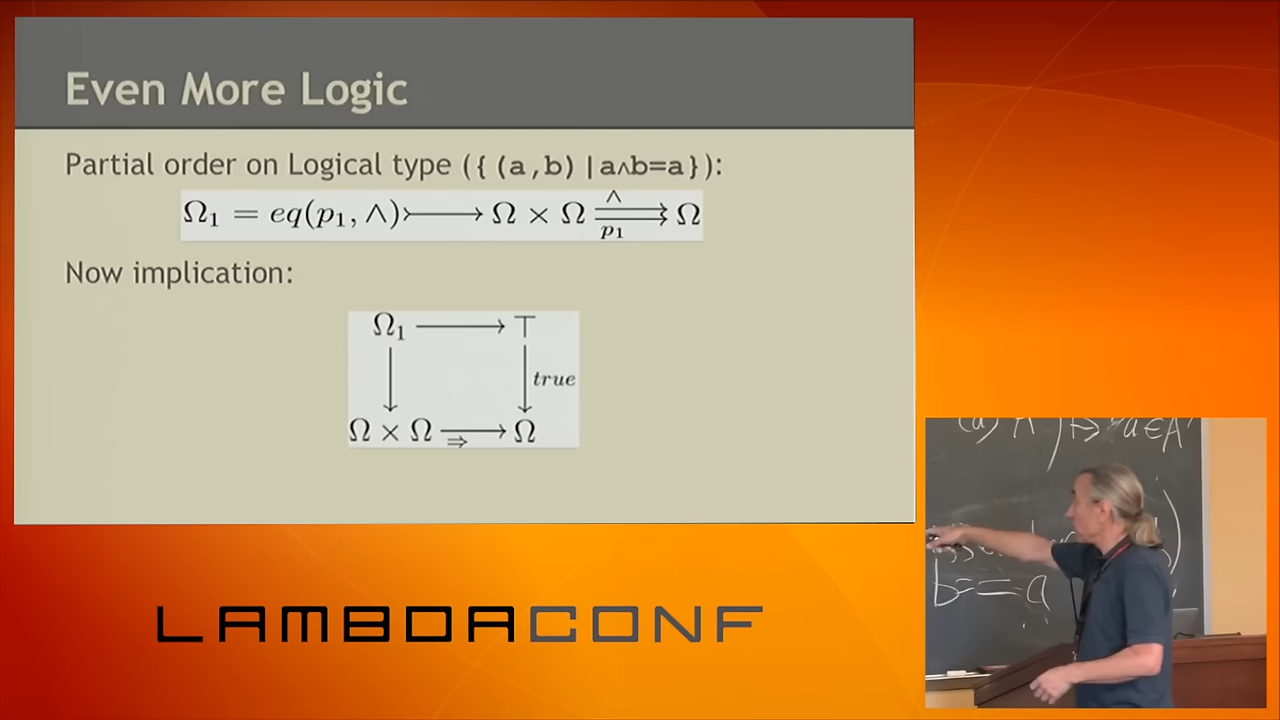 Even More Logic
Partial order on Logical type ({(a,b)|a∧b=a}):
Ω₁ = eq(p₁, ∧) ↣ Ω × Ω ⇉ Ω
∧
p₁
Now implication:
Ω₁ → ⊤
true
Ω × Ω → Ω
⇒
LAMBDACONF
b==a